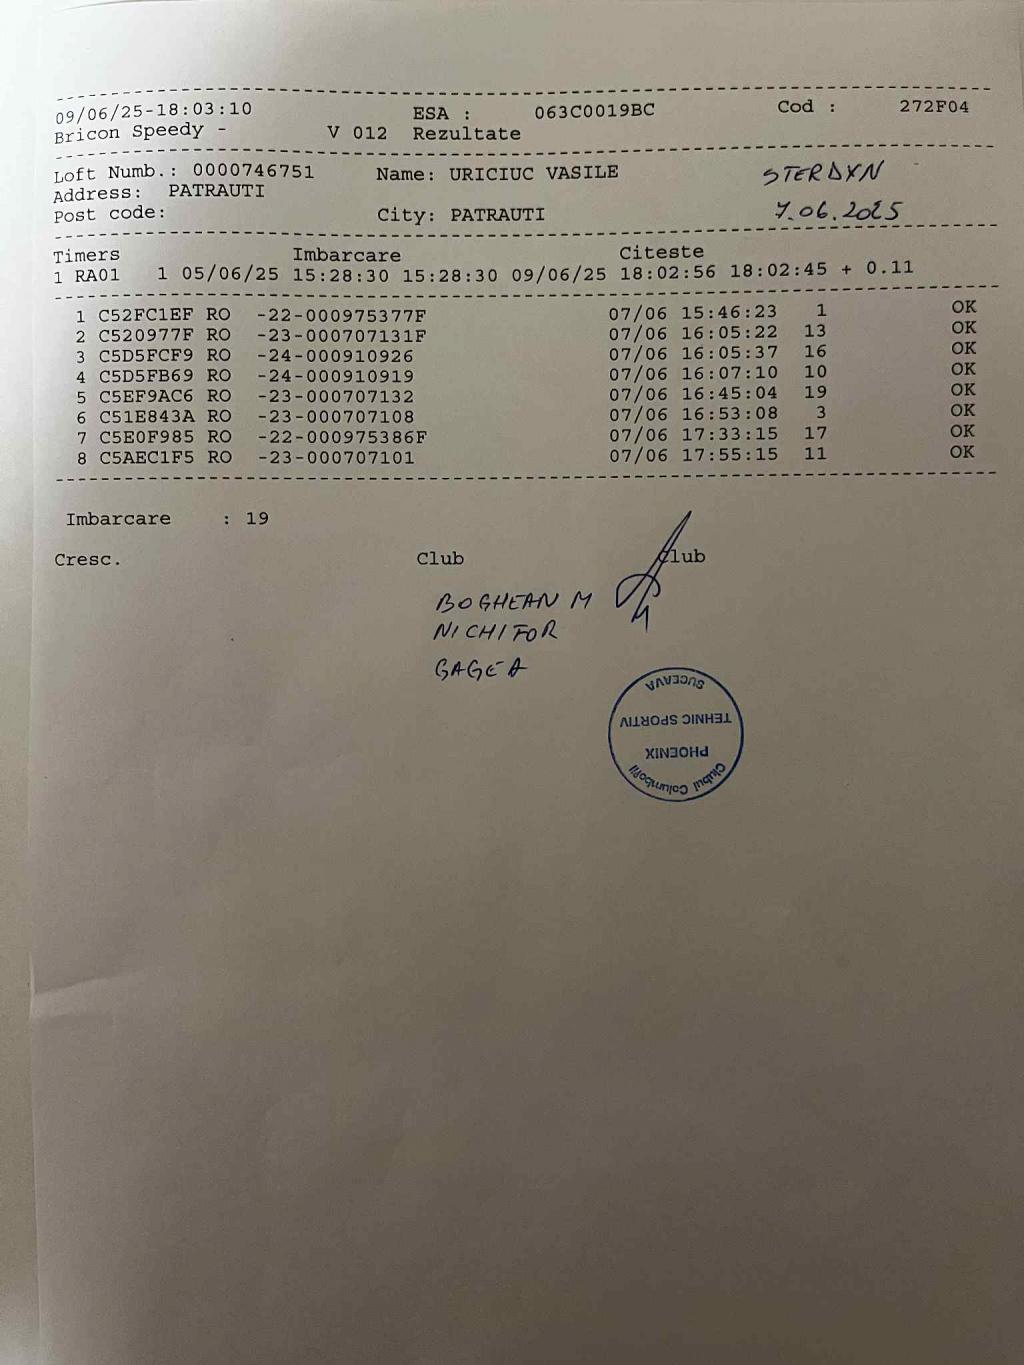 09/06/25-18:03:10 ESA : 063C0019BC Cod : 272F04
Bricon Speedy - V 012 Rezultate
Loft Numb.: 0000746751 Name: URICIUC VASILE STERDYN
Address: PATRAUTI
Post code: City: PATRAUTI 7.06.2025
Timers Imbarcare Citeste
1 RA01 1 05/06/25 15:28:30 15:28:30 09/06/25 18:02:56 18:02:45 + 0.11
1 C52FC1EF RO -22-000975377F 07/06 15:46:23 1 OK
2 C520977F RO -23-000707131F 07/06 16:05:22 13 OK
3 C5D5FCF9 RO -24-000910926 07/06 16:05:37 16 OK
4 C5D5FB69 RO -24-000910919 07/06 16:07:10 10 OK
5 C5EF9AC6 RO -23-000707132 07/06 16:45:04 19 OK
6 C51E843A RO -23-000707108 07/06 16:53:08 3 OK
7 C5E0F985 RO -22-000975386F 07/06 17:33:15 17 OK
8 C5AEC1F5 RO -23-000707101 07/06 17:55:15 11 OK
Imbarcare : 19
Cresc. Club Club
BOGHEAN M
NICHITOR
GAGEA
Clubul Columbofil
PHOENIX
TEHNIC SPORTIV
SUCEAVA